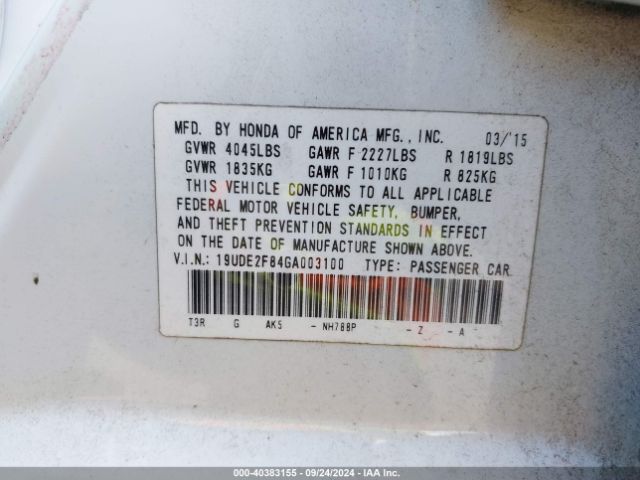 MFD. BY HONDA OF AMERICA MFG., INC. 03/'15
GVWR 4045LBS GAWR F 2227LBS R 1819LBS
GVWR 1835KG GAWR F 1010KG R 825KG
THIS VEHICLE CONFORMS TO ALL APPLICABLE
FEDERAL MOTOR VEHICLE SAFETY, BUMPER,
AND THEFT PREVENTION STANDARDS IN EFFECT
ON THE DATE OF MANUFACTURE SHOWN ABOVE.
V.I.N.: 19UDE2F84GA003100 TYPE: PASSENGER CAR
T3R G AK5 - NH788P - Z - A
000-40383155 - 09/24/2024 - IAA Inc.